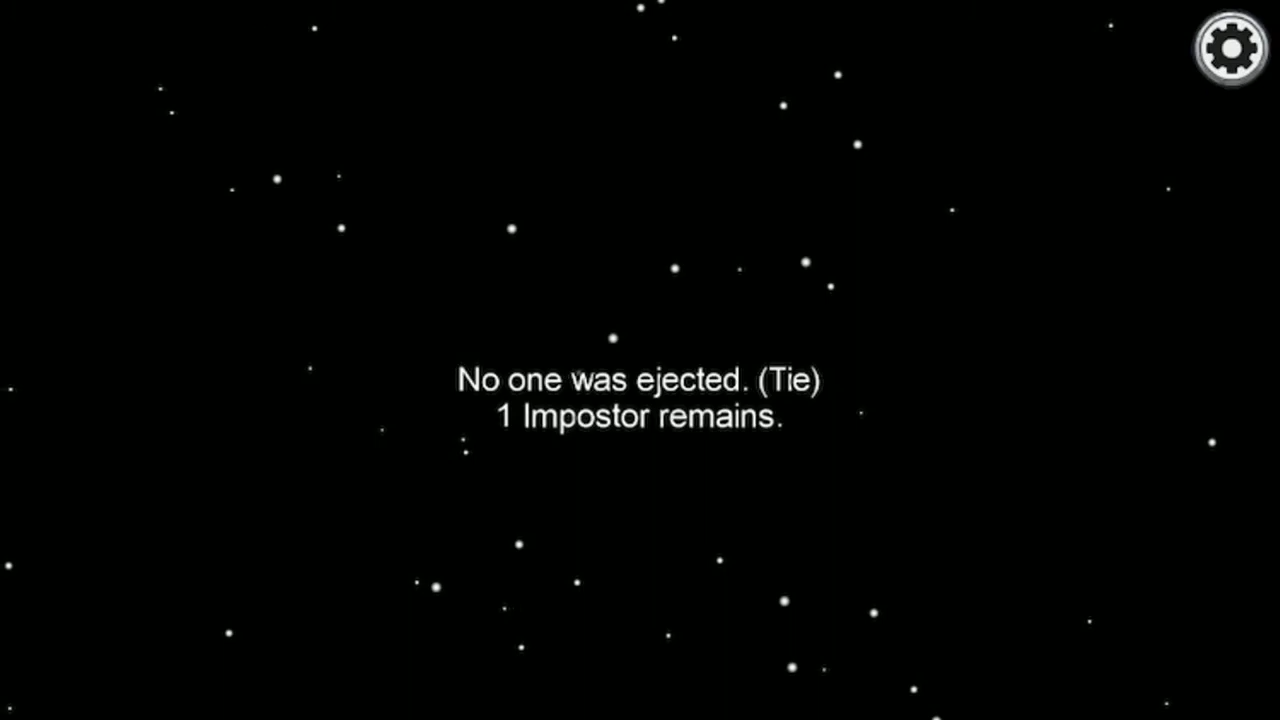 No one was ejected. (Tie)
1 Impostor remains.